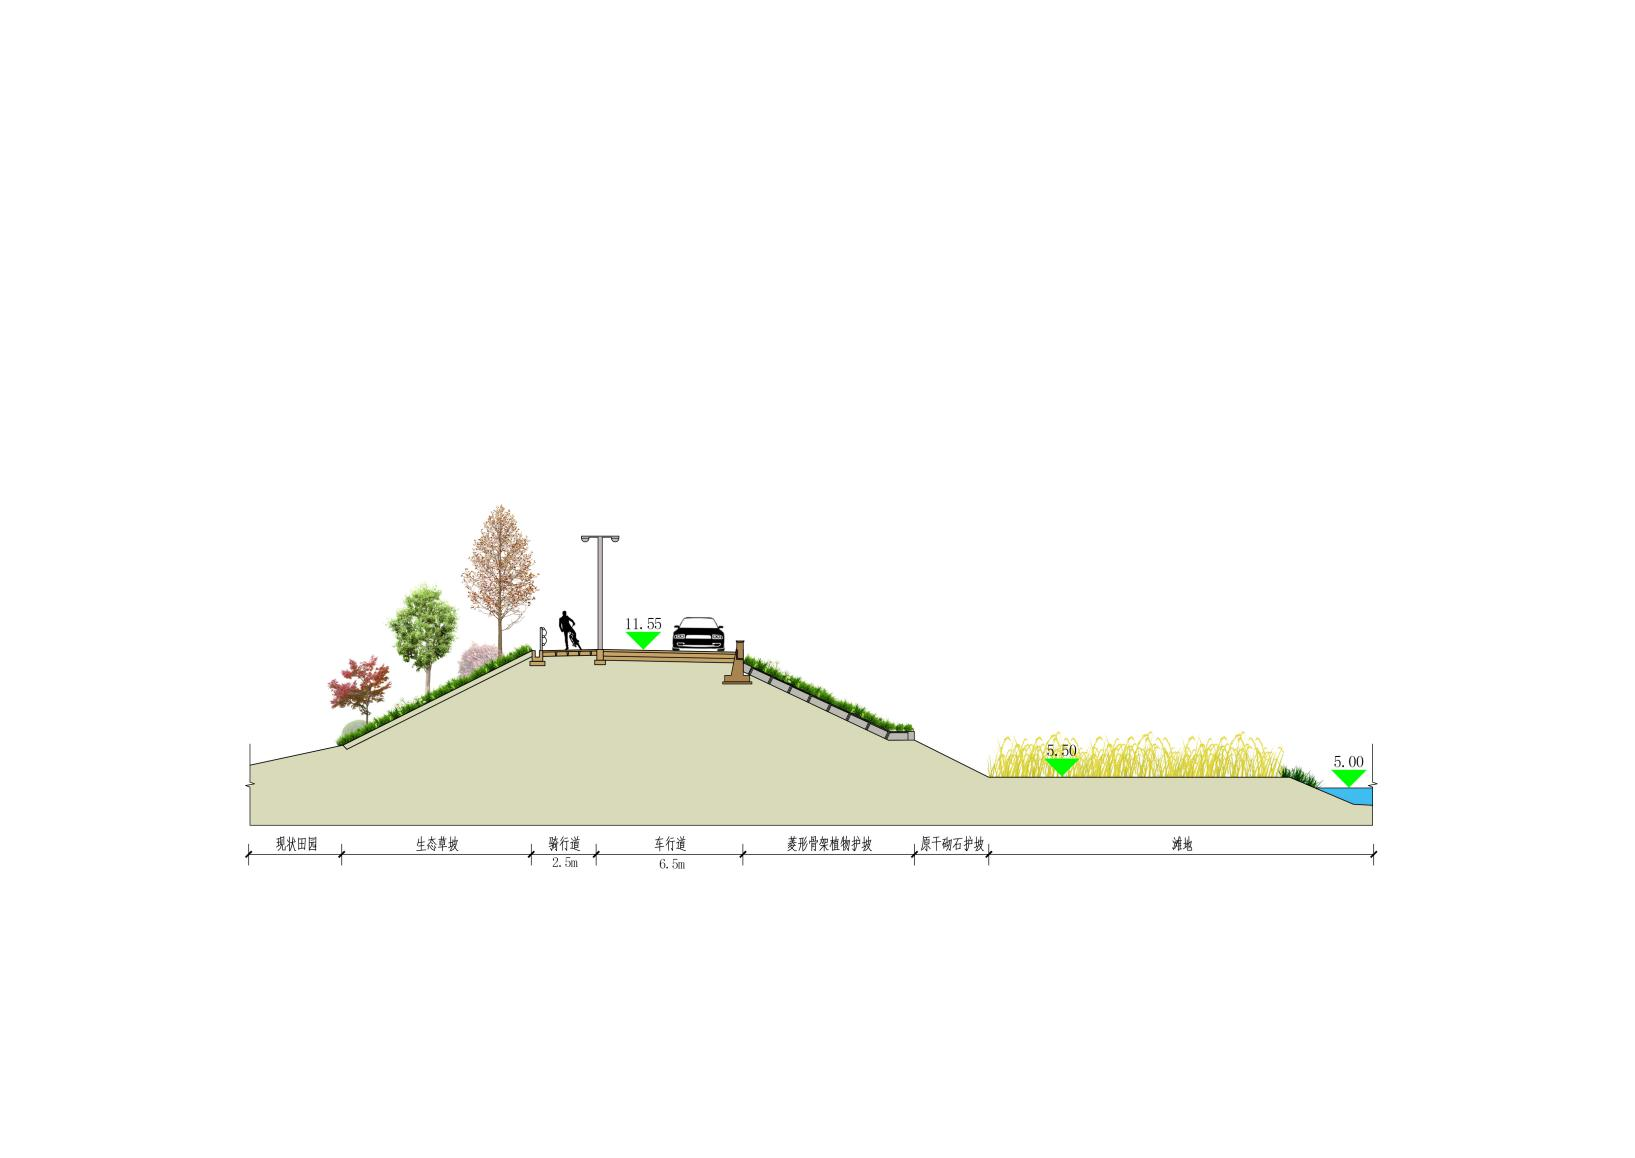 11.55
5.50
5.00
现状田园
生态草坡
骑行道
车行道
菱形骨架植物护坡
原干砌石护坡
滩地
2.5m
6.5m